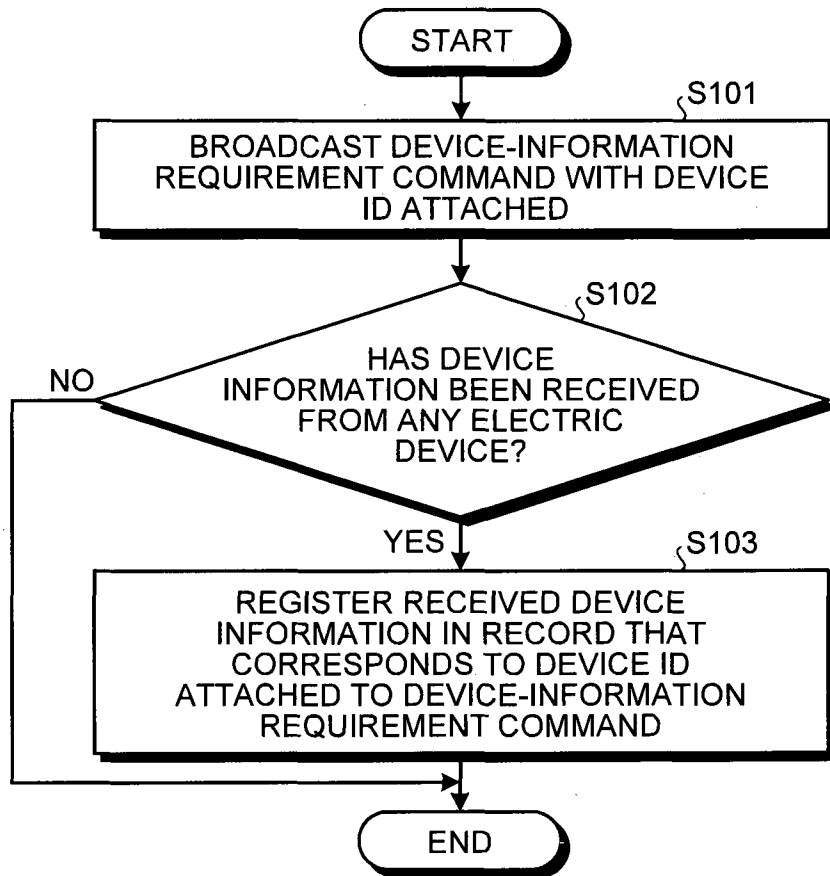 START
S101
BROADCAST DEVICE-INFORMATION
REQUIREMENT COMMAND WITH DEVICE
ID ATTACHED
S102
HAS DEVICE
INFORMATION BEEN RECEIVED
FROM ANY ELECTRIC
DEVICE?
NO
YES
S103
REGISTER RECEIVED DEVICE
INFORMATION IN RECORD THAT
CORRESPONDS TO DEVICE ID
ATTACHED TO DEVICE-INFORMATION
REQUIREMENT COMMAND
END